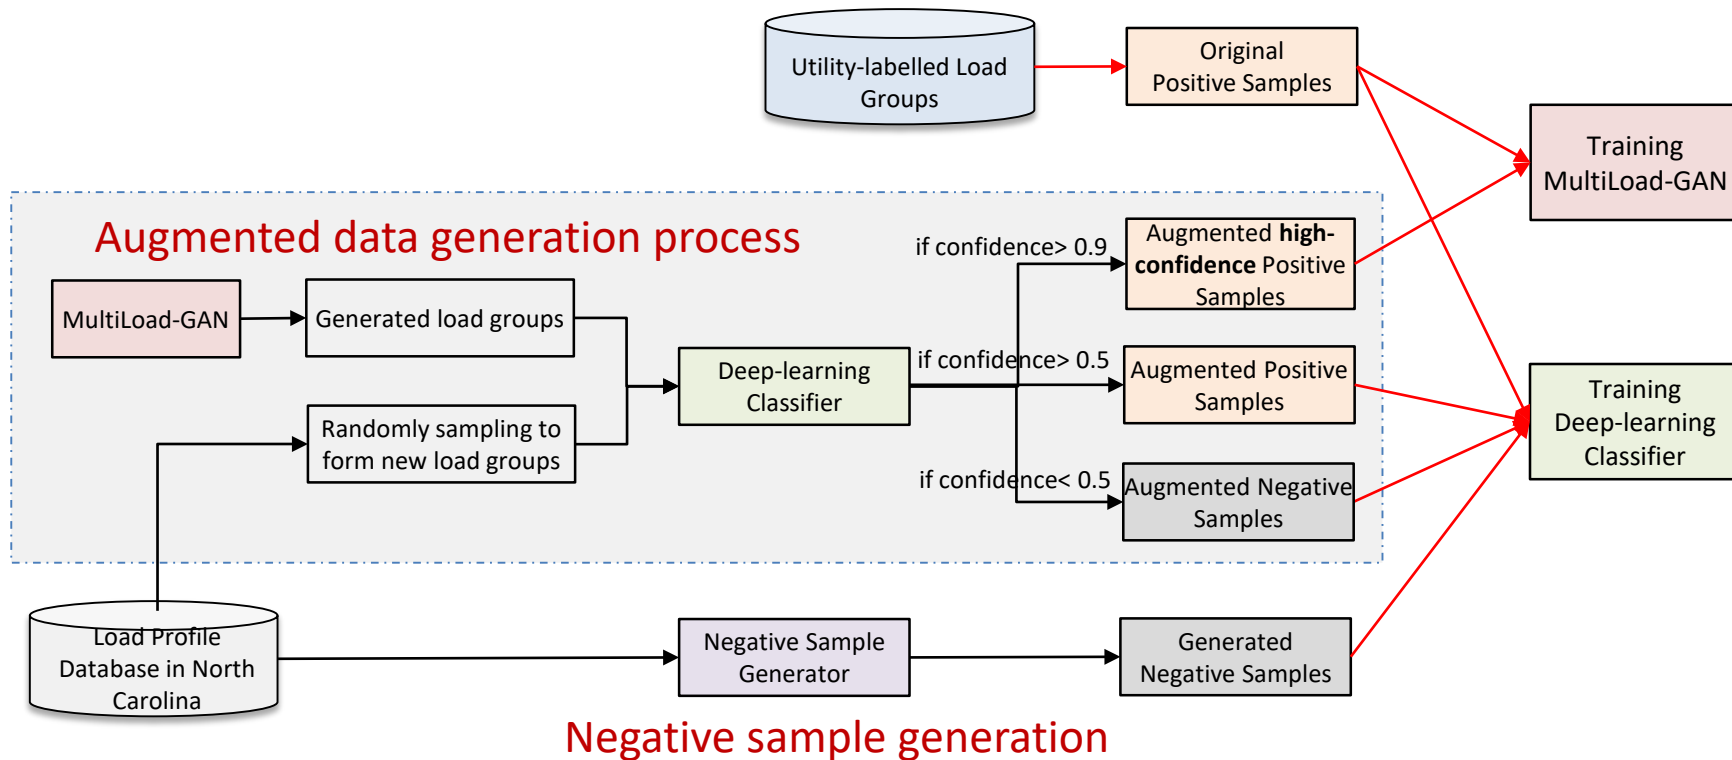 Utility-labelled Load
Groups
Original
Positive Samples
Training
MultiLoad-GAN
Augmented data generation process
MultiLoad-GAN
Generated load groups
Randomly sampling to
form new load groups
Deep-learning
Classifier
if confidence> 0.9
Augmented high-
confidence Positive
Samples
if confidence> 0.5
Augmented Positive
Samples
if confidence< 0.5
Augmented Negative
Samples
Training
Deep-learning
Classifier
Load Profile
Database in North
Carolina
Negative Sample
Generator
Generated
Negative Samples
Negative sample generation